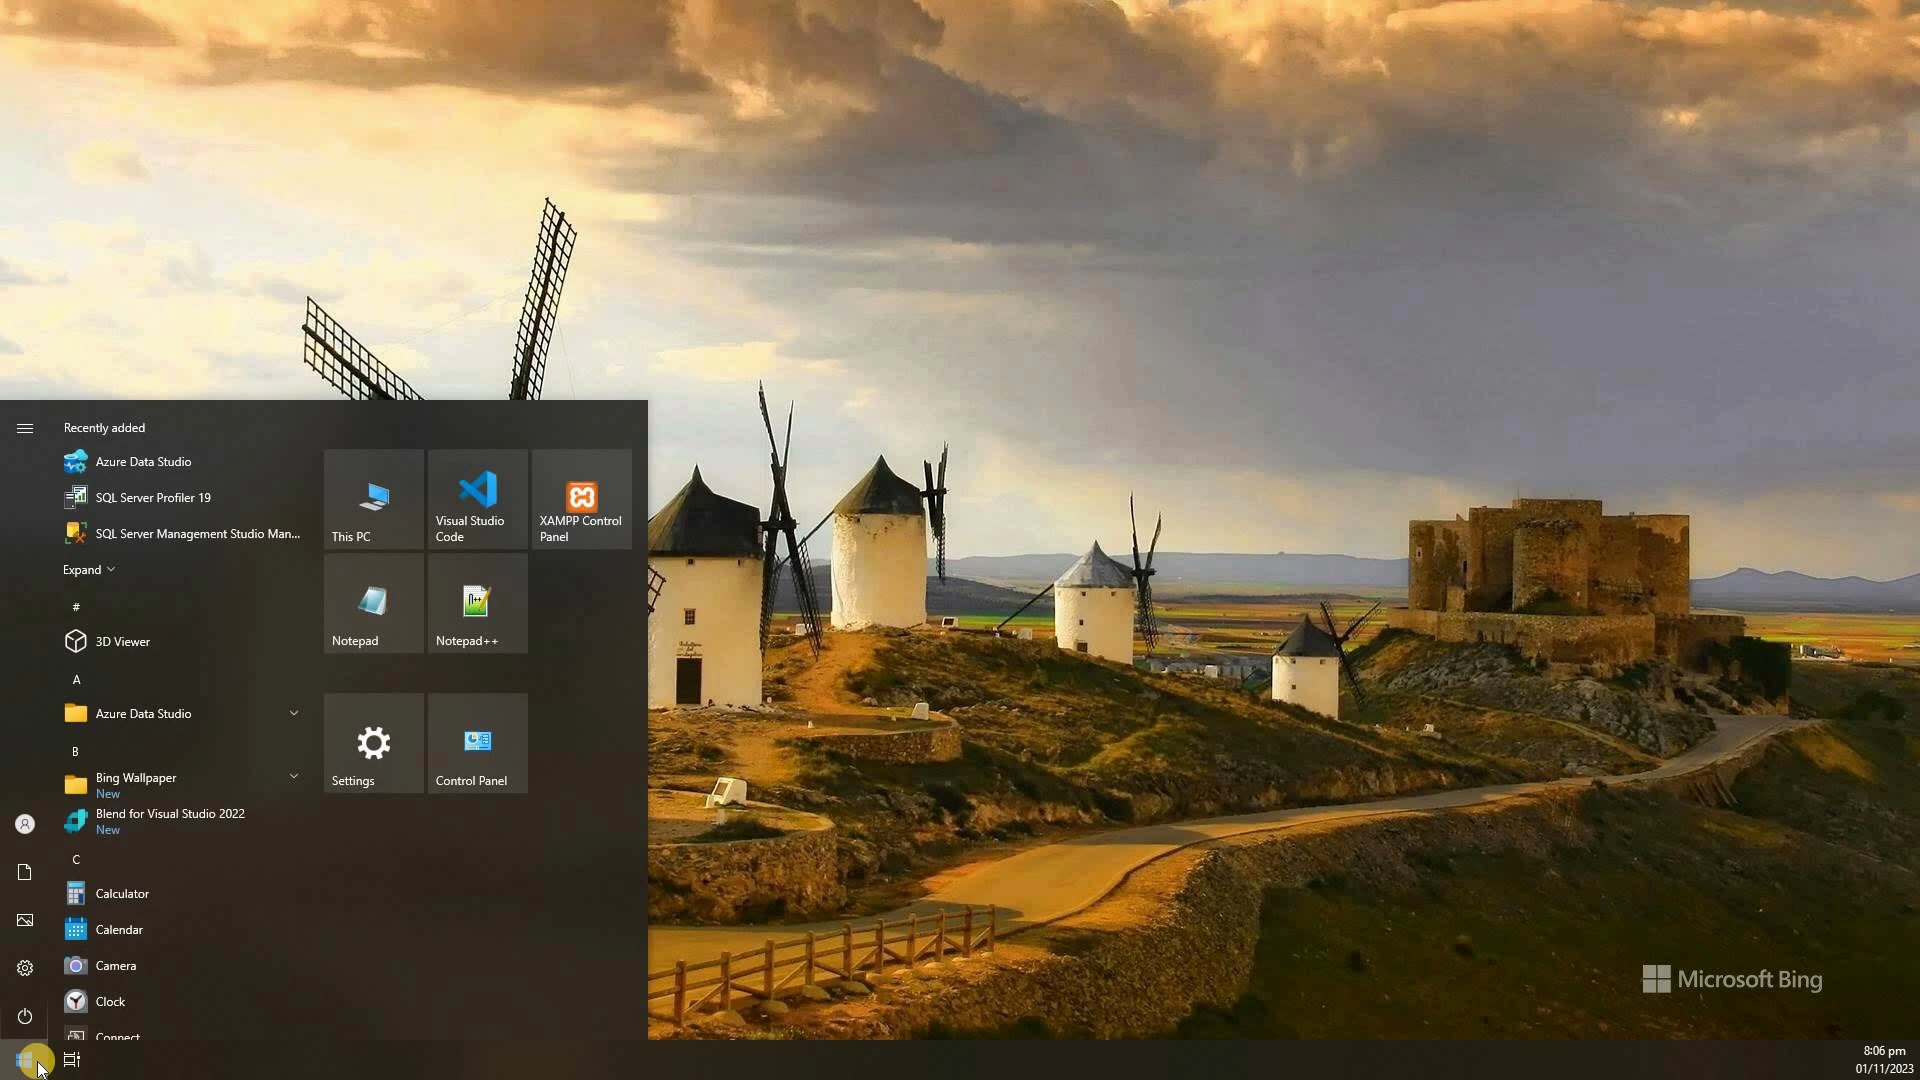 Recently added
Azure Data Studio
SQL Server Profiler 19
SQL Server Management Studio Man...
Expand
#
3D Viewer
A
Azure Data Studio
B
Bing Wallpaper
New
Blend for Visual Studio 2022
New
C
Calculator
Calendar
Camera
Clock
Connect
This PC
Visual Studio
Code
XAMPP Control
Panel
Notepad
Notepad++
Settings
Control Panel
Microsoft Bing
8:06 pm
01/11/2023